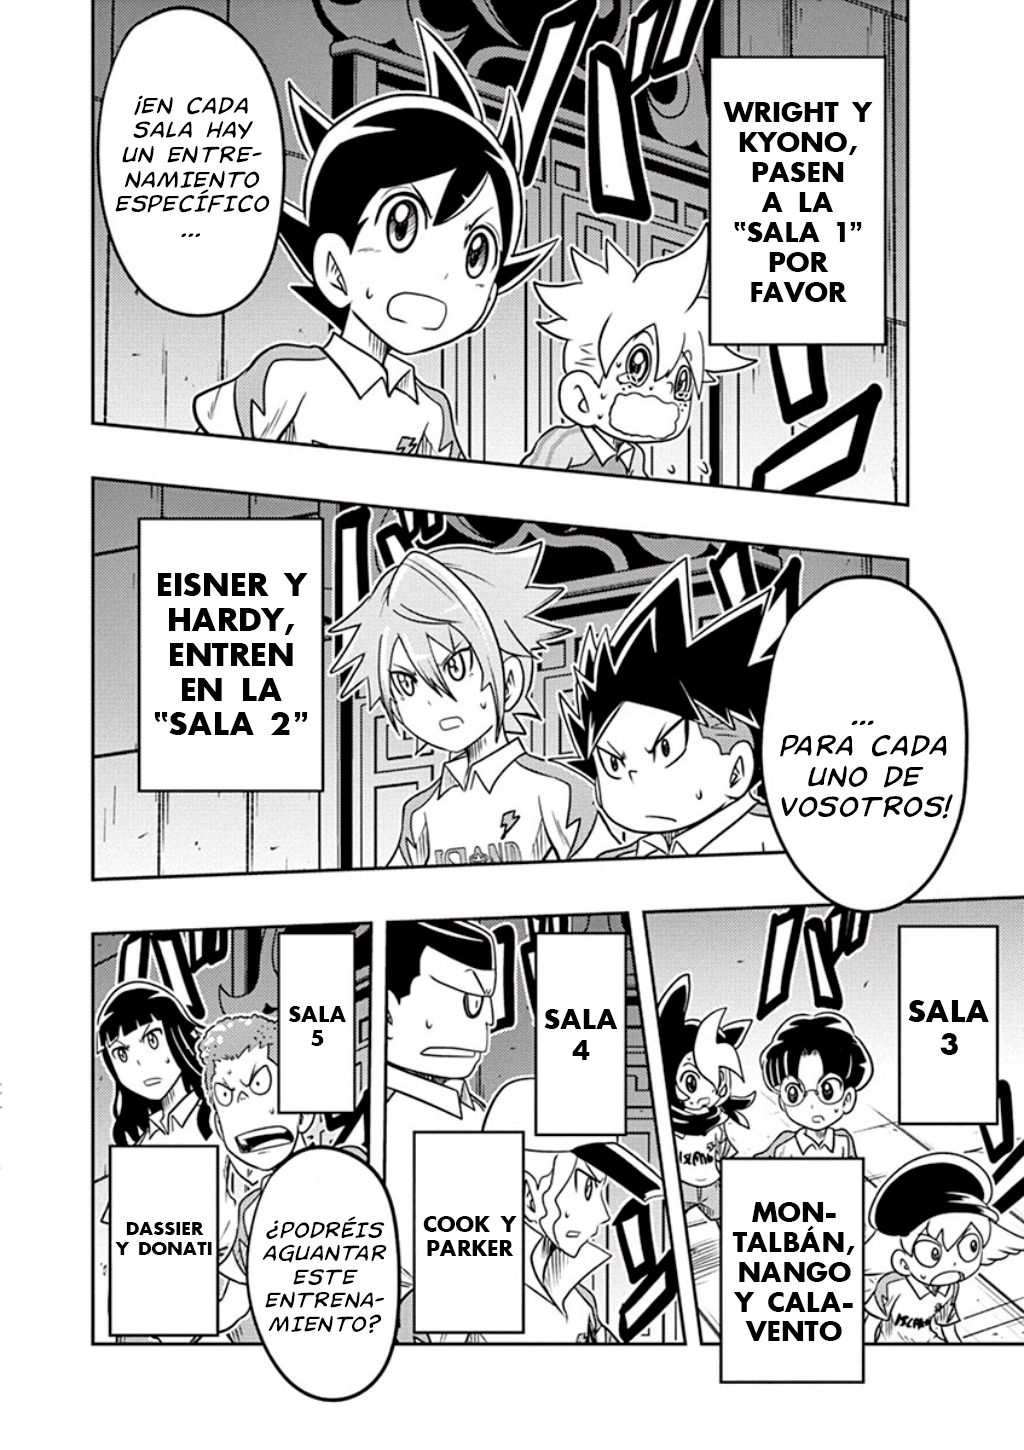 WRIGHT Y
KYONO,
PASEN
A LA
"SALA 1"
POR
FAVOR
¡EN CADA
SALA HAY
UN ENTRE-
NAMIENTO
ESPECÍFICO
...
EISNER Y
HARDY,
ENTREN
EN LA
"SALA 2"
...
PARA CADA
UNO DE
VOSOTROS!
SALA
3
MON-
TALBÁN,
NANGO
Y CALA-
VENTO
SALA
4
COOK Y
PARKER
SALA
5
DASSIER
Y DONATI
¿PODRÉIS
AGUANTAR
ESTE
ENTRENA-
MIENTO?